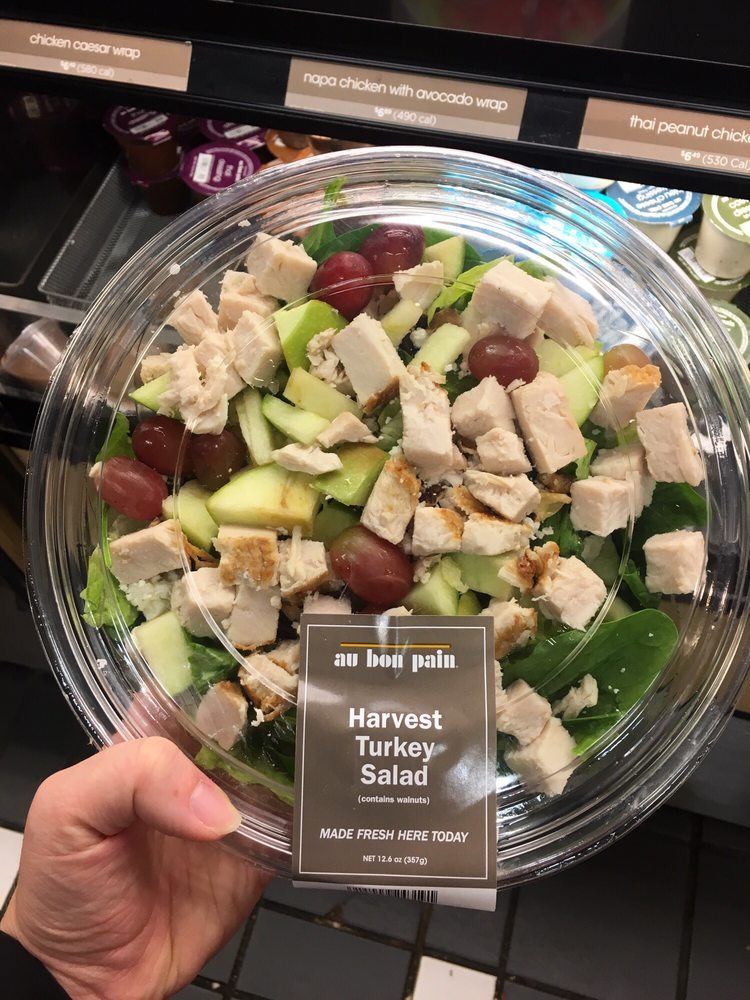 chicken caesar wrap
(580 cal)
napa chicken with avocado wrap
(490 cal)
thai peanut chick
$6⁴⁹ (530 Cal)
au bon pain
Harvest
Turkey
Salad
(contains walnuts)
MADE FRESH HERE TODAY
NET 12.6 oz (357g)